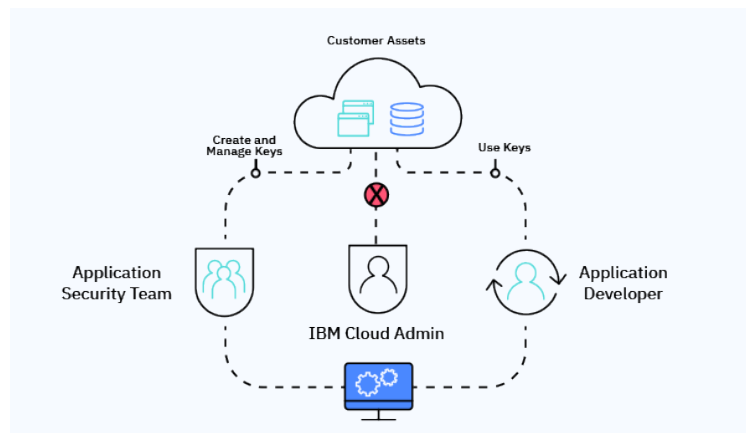 Customer Assets
Create and
Manage Keys
Use Keys
X
Application
Security Team
IBM Cloud Admin
Application
Developer